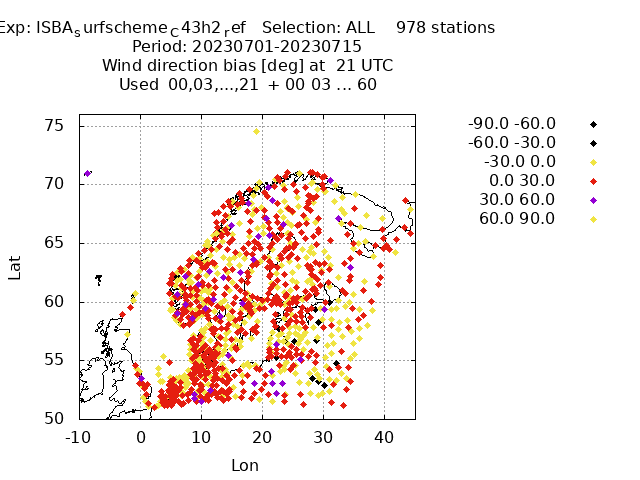 Exp: ISBAsurfschemeC43h2ref Selection: ALL 978 stations
Period: 20230701-20230715
Wind direction bias [deg] at 21 UTC
Used 00,03,...,21 + 00 03 ... 60
-90.0 -60.0
-60.0 -30.0
-30.0 0.0
0.0 30.0
30.0 60.0
60.0 90.0
75
70
65
60
55
50
Lat
-10 0 10 20 30 40
Lon